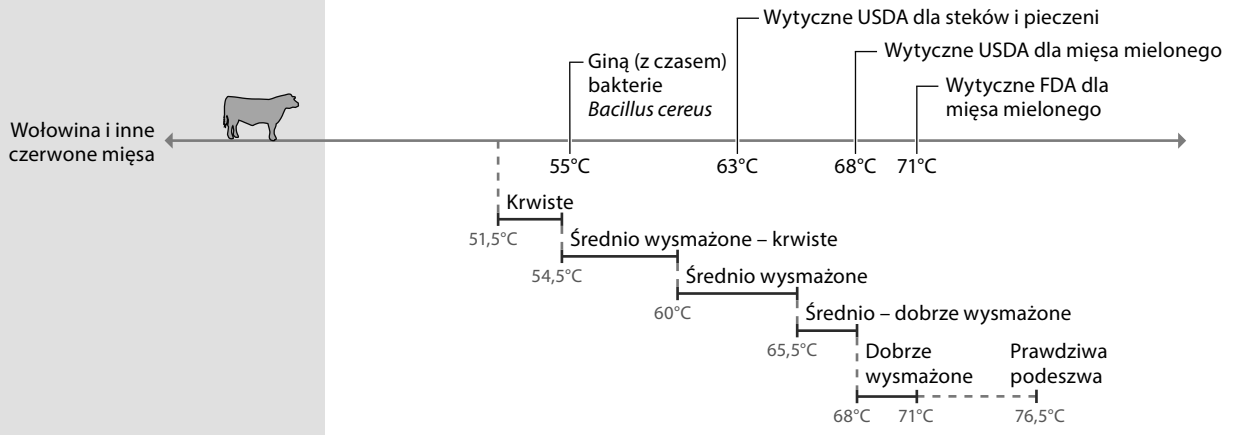 Wytyczne USDA dla steków i pieczeni
Wytyczne USDA dla mięsa mielonego
Giną (z czasem)
bakterie
Bacillus cereus
Wytyczne FDA dla
mięsa mielonego
Wołowina i inne
czerwone mięsa
55°C
63°C
68°C
71°C
Krwiste
51,5°C
Średnio wysmażone – krwiste
54,5°C
Średnio wysmażone
60°C
Średnio – dobrze wysmażone
65,5°C
Dobrze
wysmażone
Prawdziwa
podeszwa
68°C
71°C
76,5°C